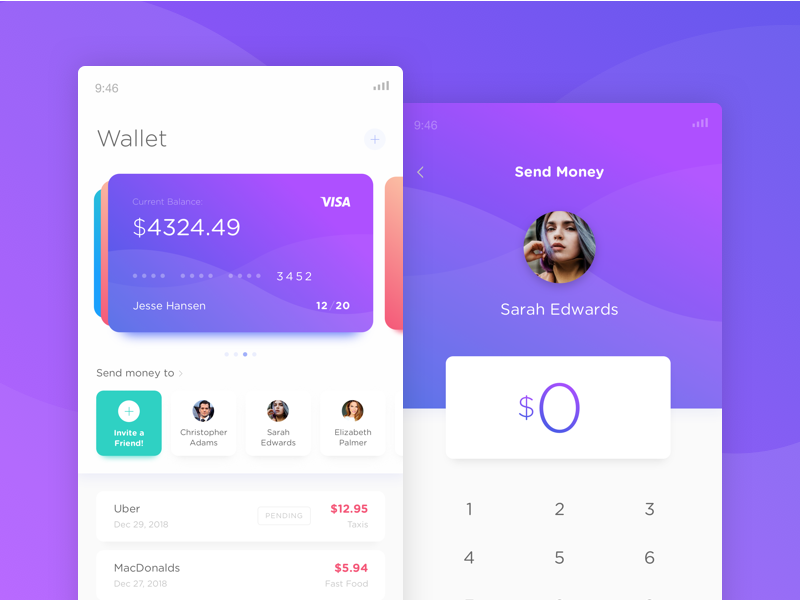 9:46
Wallet
Current Balance
VISA
$4324.49
3452
Jesse Hansen
12 / 20
Send money to
Invite a
Friend!
Christopher
Adams
Sarah
Edwards
Elizabeth
Palmer
Uber
Dec 29, 2018
PENDING
$12.95
Taxis
MacDonalds
Dec 27, 2018
$5.94
Fast Food
9:46
Send Money
Sarah Edwards
$0
1 2 3
4 5 6